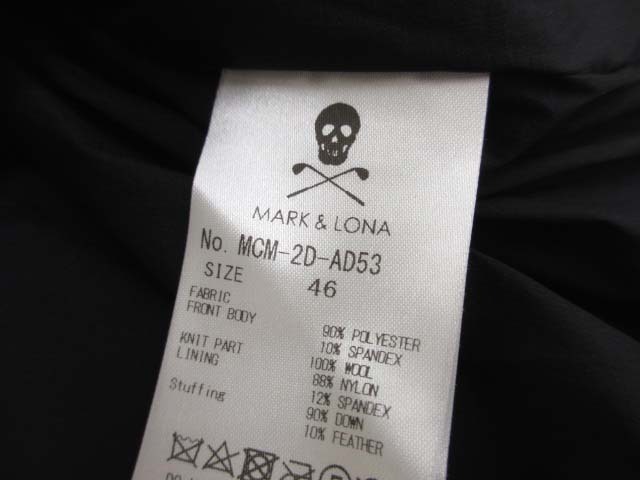 MARK & LONA
No. MCM-2D-AD53
SIZE 46
FABRIC
FRONT BODY 90% POLYESTER
10% SPANDEX
KNIT PART 100% WOOL
LINING 88% NYLON
12% SPANDEX
Stuffing 90% DOWN
10% FEATHER